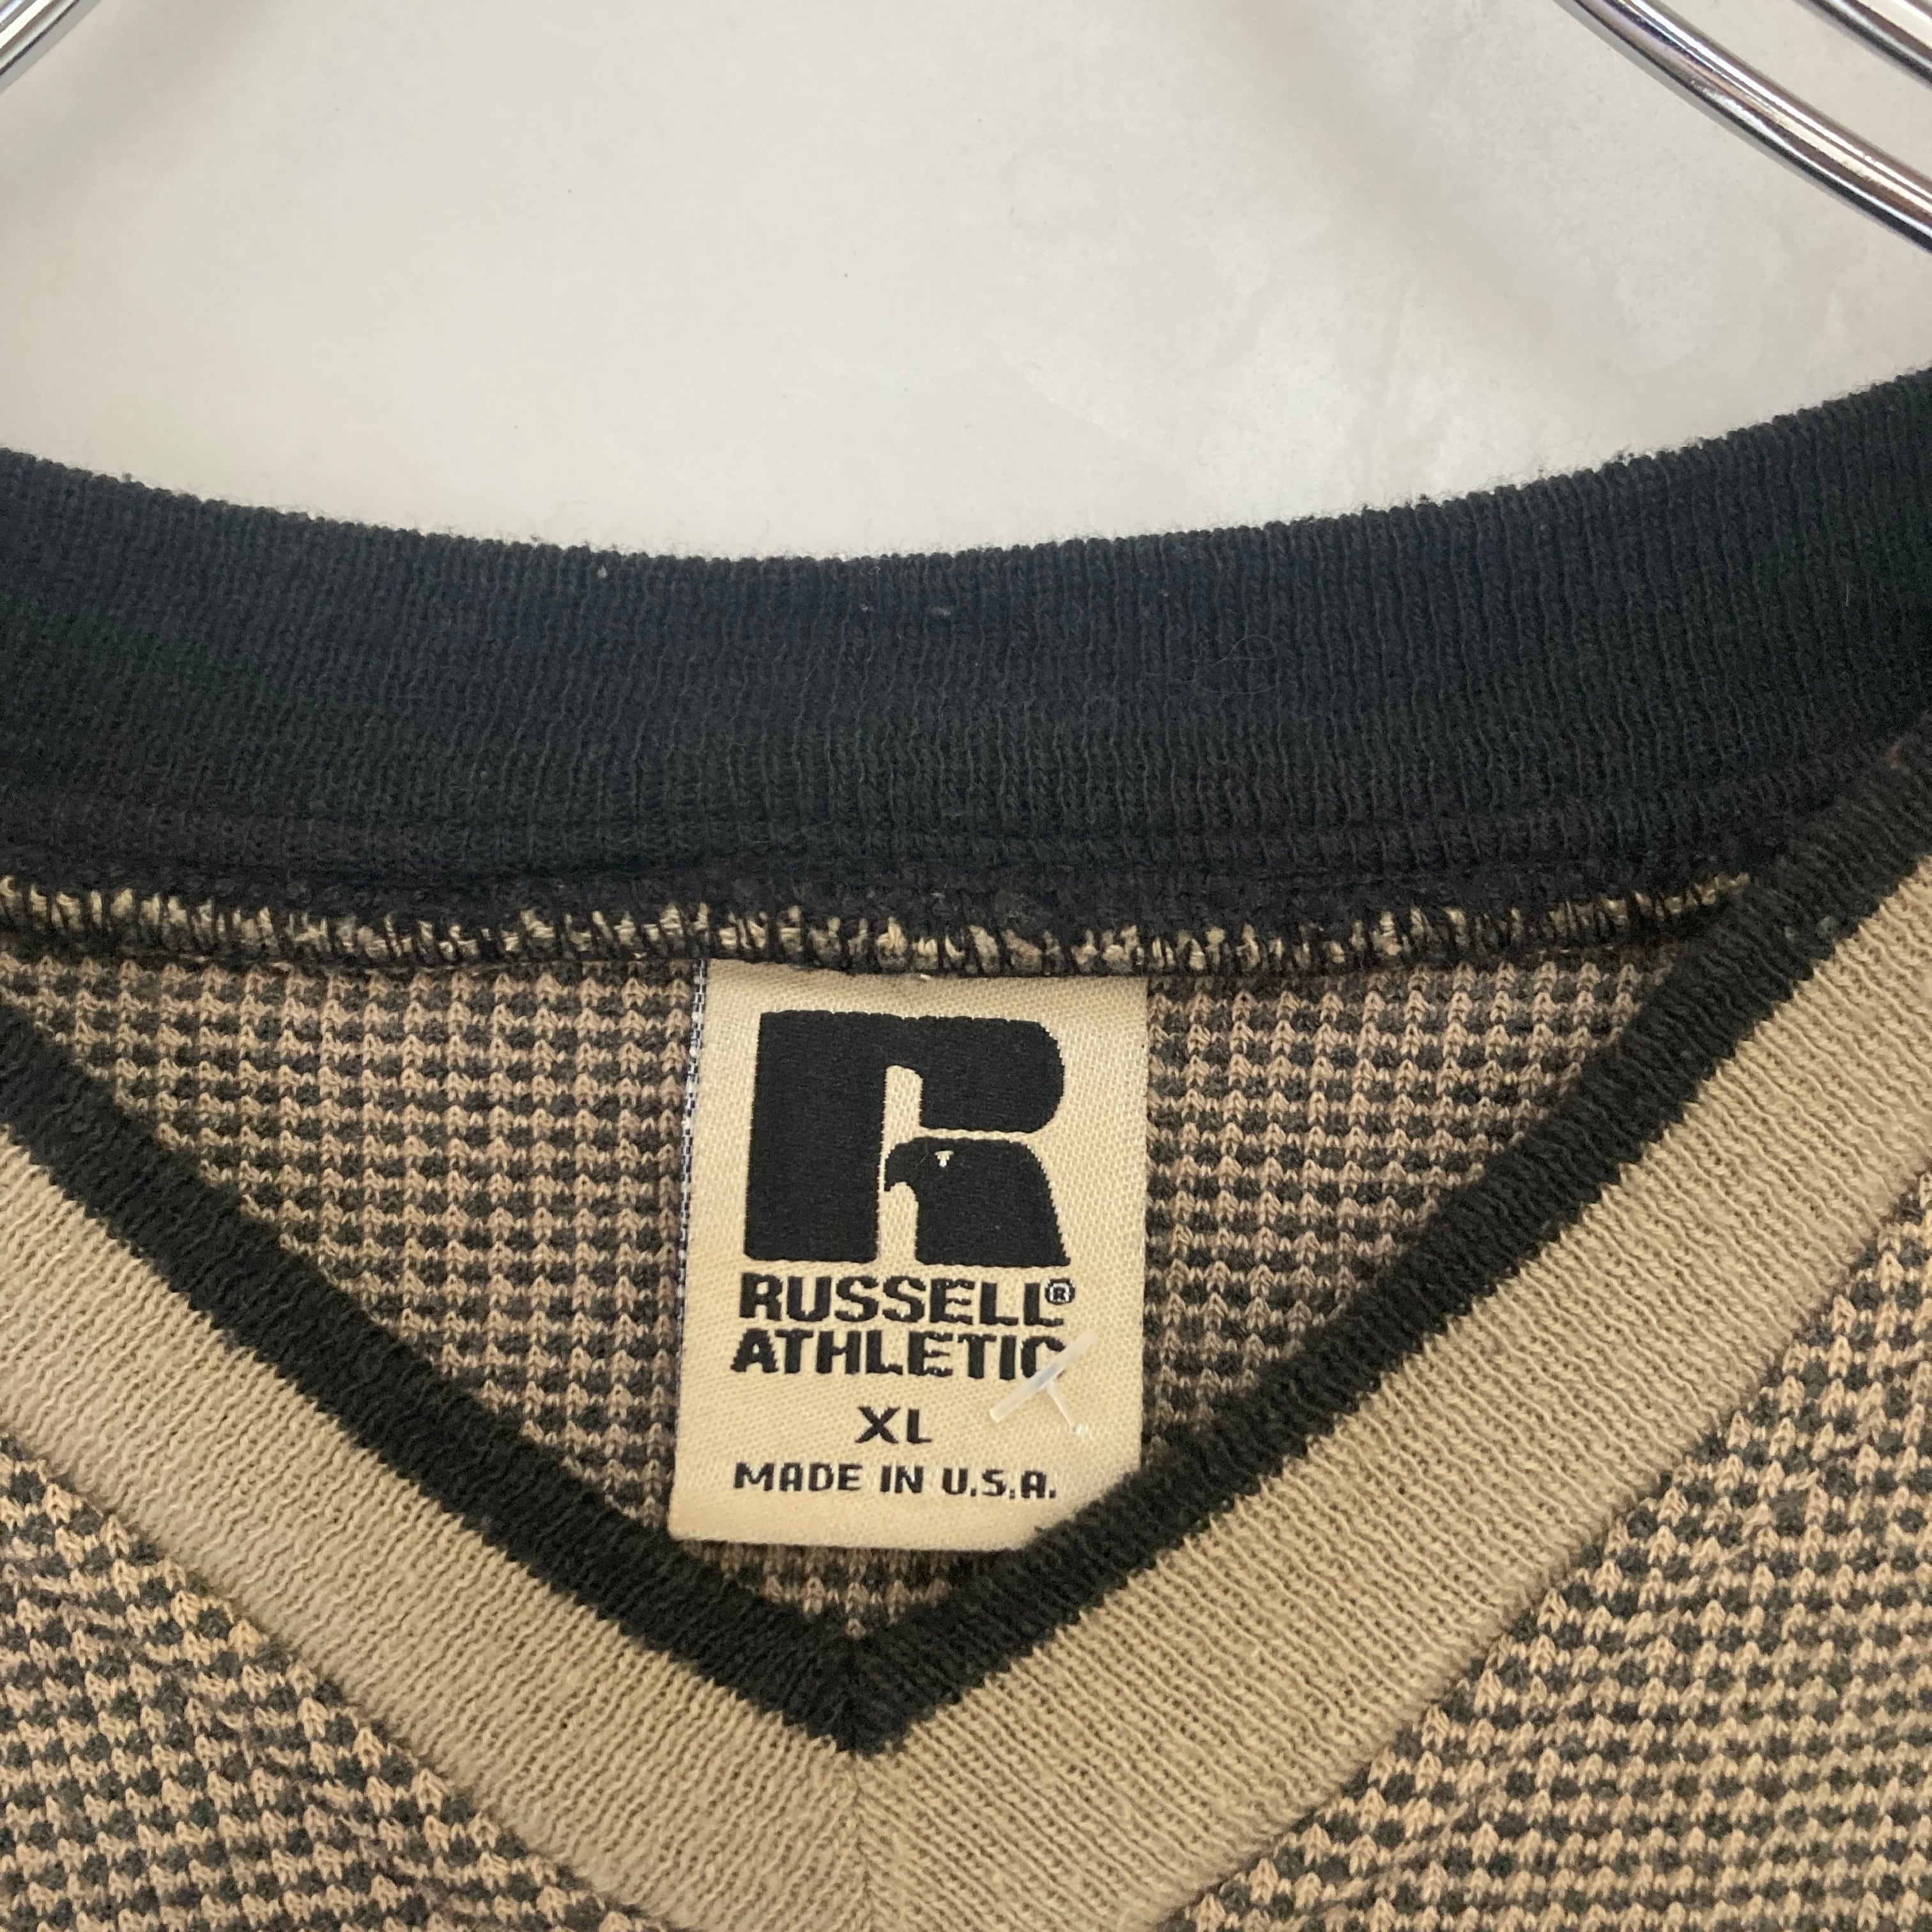 R
RUSSELL®
ATHLETIC
XL
MADE IN U.S.A.